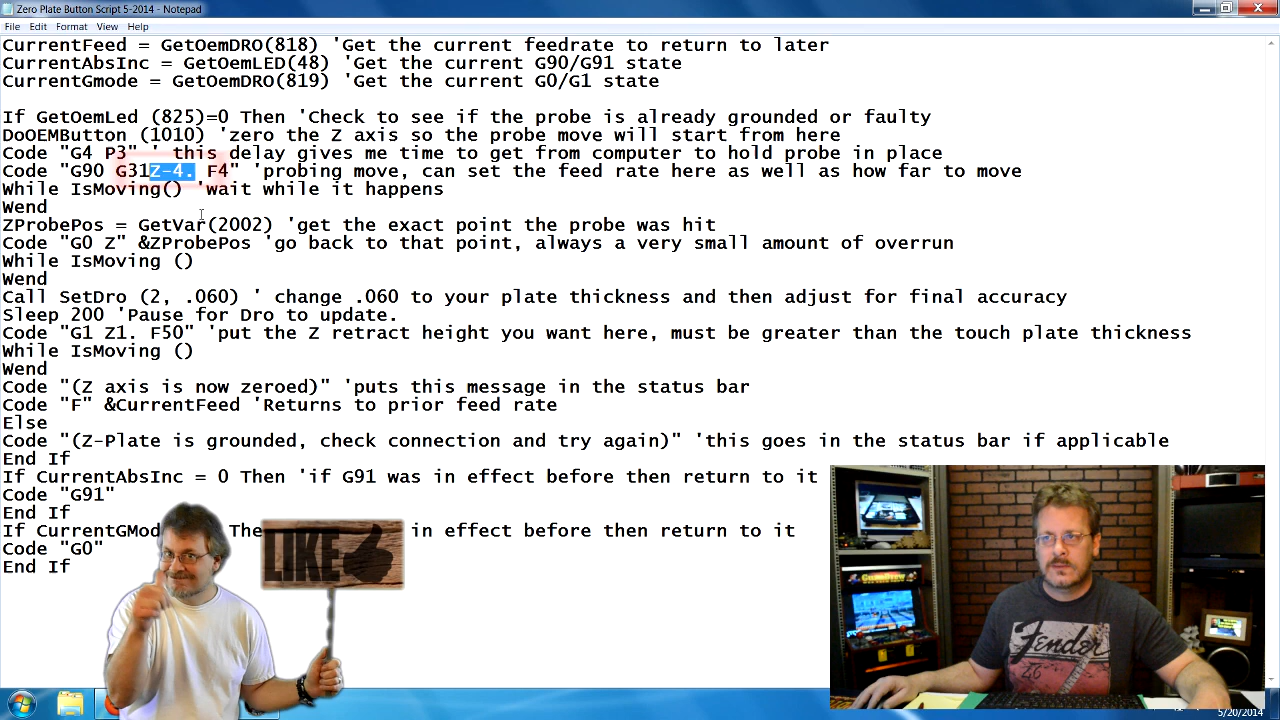 Zero Plate Button Script 5-2014 - Notepad
File Edit Format View Help
CurrentFeed = GetOemDRO(818) 'Get the current feedrate to return to later
CurrentAbsInc = GetOemLED(48) 'Get the current G90/G91 state
CurrentGmode = GetOemDRO(819) 'Get the current G0/G1 state
If GetOemLed (825)=0 Then 'Check to see if the probe is already grounded or faulty
DoOEMButton (1010) 'zero the Z axis so the probe move will start from here
Code "G4 P3" ' this delay gives me time to get from computer to hold probe in place
Code "G90 G31Z-4. F4" 'probing move, can set the feed rate here as well as how far to move
While IsMoving() 'wait while it happens
Wend
ZProbePos = GetVar(2002) 'get the exact point the probe was hit
Code "G0 Z" &ZProbePos 'go back to that point, always a very small amount of overrun
While IsMoving ()
Wend
Call SetDro (2, .060) ' change .060 to your plate thickness and then adjust for final accuracy
Sleep 200 'Pause for Dro to update.
Code "G1 Z1. F50" 'put the Z retract height you want here, must be greater than the touch plate thickness
While IsMoving ()
Wend
Code "(Z axis is now zeroed)" 'puts this message in the status bar
Code "F" &CurrentFeed 'Returns to prior feed rate
Else
Code "(Z-Plate is grounded, check connection and try again)" 'this goes in the status bar if applicable
End If
If CurrentAbsInc = 0 Then 'if G91 was in effect before then return to it
Code "G91"
End If
If CurrentGMod The in effect before then return to it
Code "G0"
End If
LIKE
Fender
5/20/2014